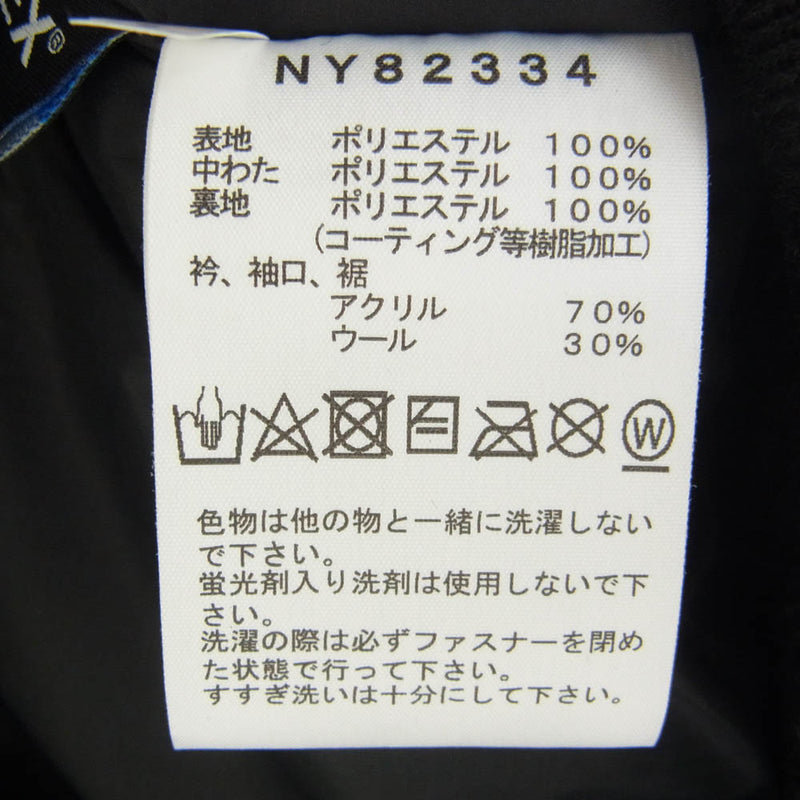 NY82334
表地 ポリエステル 100%
中わた ポリエステル 100%
裏地 ポリエステル 100%
(コーティング等樹脂加工)
衿、袖口、裾
アクリル 70%
ウール 30%
W
色物は他の物と一緒に洗濯しない
で下さい。
蛍光剤入り洗剤は使用しないで下
さい。
洗濯の際は必ずファスナーを閉め
た状態で行って下さい。
すすぎ洗いは十分にして下さい。